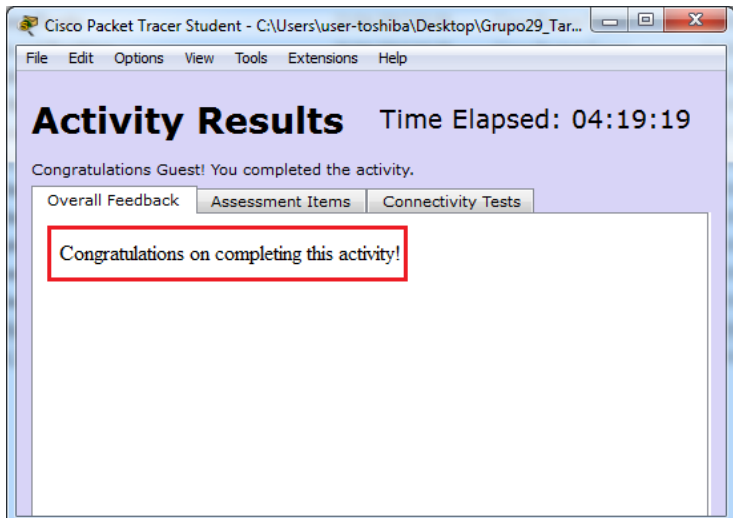 Cisco Packet Tracer Student - C:\Users\user-toshiba\Desktop\Grupo29_Tar...
File Edit Options View Tools Extensions Help
Activity Results Time Elapsed: 04:19:19
Congratulations Guest! You completed the activity.
Overall Feedback Assessment Items Connectivity Tests
Congratulations on completing this activity!